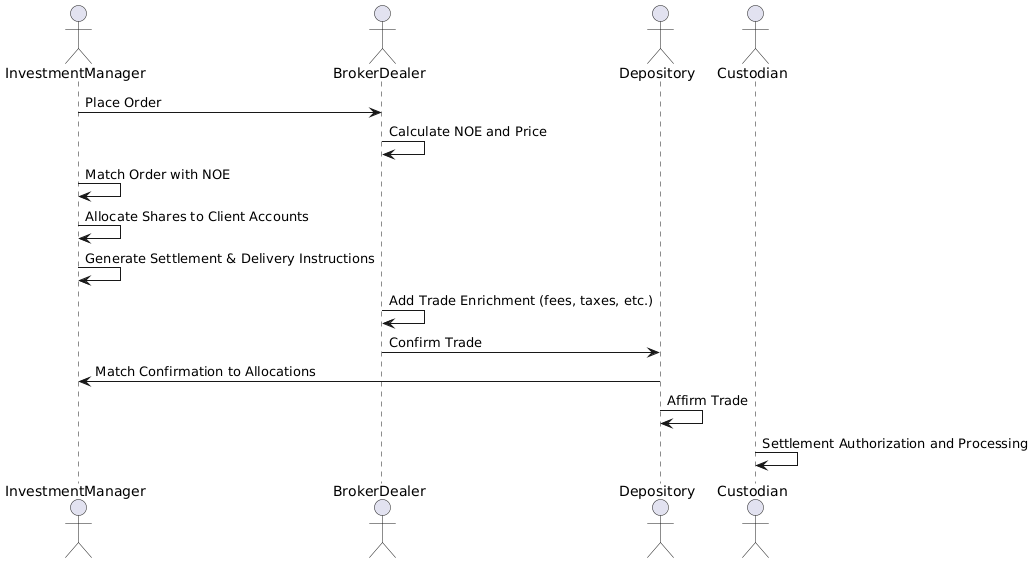 InvestmentManager BrokerDealer Depository Custodian
Place Order
Calculate NOE and Price
Match Order with NOE
Allocate Shares to Client Accounts
Generate Settlement & Delivery Instructions
Add Trade Enrichment (fees, taxes, etc.)
Confirm Trade
Match Confirmation to Allocations
Affirm Trade
Settlement Authorization and Processing
InvestmentManager BrokerDealer Depository Custodian